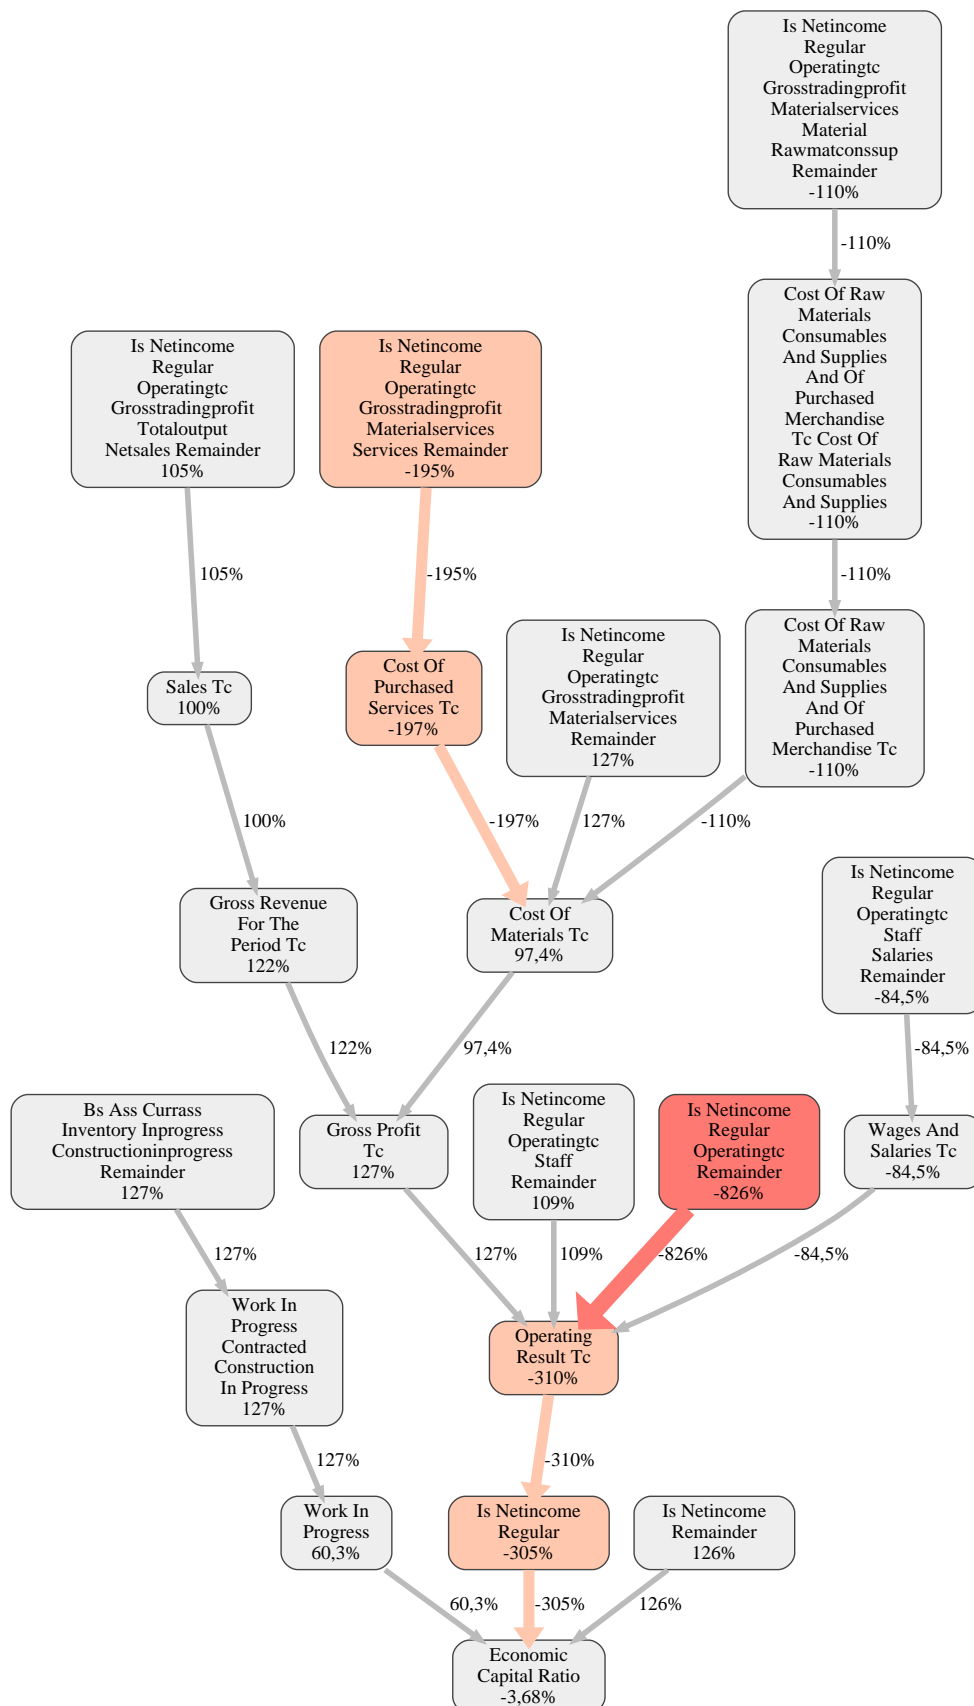 Is Netincome
Regular
Operatingtc
Grosstradingprofit
Materialservices
Material
Rawmatconssup
Remainder
-110%
-110%
Cost Of Raw
Materials
Consumables
And Supplies
And Of
Purchased
Merchandise
Tc Cost Of
Raw Materials
Consumables
And Supplies
-110%
Is Netincome
Regular
Operatingtc
Grosstradingprofit
Totaloutput
Netsales Remainder
105%
Is Netincome
Regular
Operatingtc
Grosstradingprofit
Materialservices
Services Remainder
-195%
105%
-195%
-110%
Sales Tc
100%
Cost Of
Purchased
Services Tc
-197%
Is Netincome
Regular
Operatingtc
Grosstradingprofit
Materialservices
Remainder
127%
Cost Of Raw
Materials
Consumables
And Supplies
And Of
Purchased
Merchandise Tc
-110%
100%
-197%
127%
-110%
Gross Revenue
For The
Period Tc
122%
Cost Of
Materials Tc
97,4%
Is Netincome
Regular
Operatingtc
Staff
Salaries
Remainder
-84,5%
122%
97,4%
-84,5%
Bs Ass Currass
Inventory Inprogress
Constructioninprogress
Remainder
127%
Gross Profit
Tc
127%
Is Netincome
Regular
Operatingtc
Staff
Remainder
109%
Is Netincome
Regular
Operatingtc
Remainder
-826%
Wages And
Salaries Tc
-84,5%
127%
127%
109%
-826%
-84,5%
Work In
Progress
Contracted
Construction
In Progress
127%
Operating
Result Tc
-310%
127%
-310%
Work In
Progress
60,3%
Is Netincome
Regular
-305%
Is Netincome
Remainder
126%
60,3%
-305%
126%
Economic
Capital Ratio
-3,68%